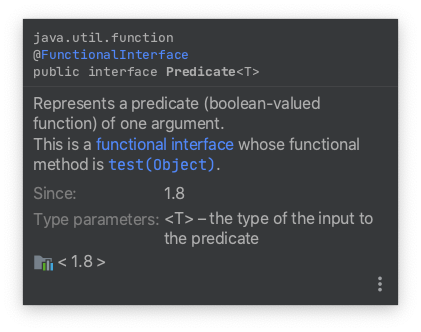 java.util.function
@FunctionalInterface
public interface Predicate<T>
Represents a predicate (boolean-valued
function) of one argument.
This is a functional interface whose functional
method is test(Object).
Since: 1.8
Type parameters: <T> – the type of the input to
the predicate
< 1.8 >